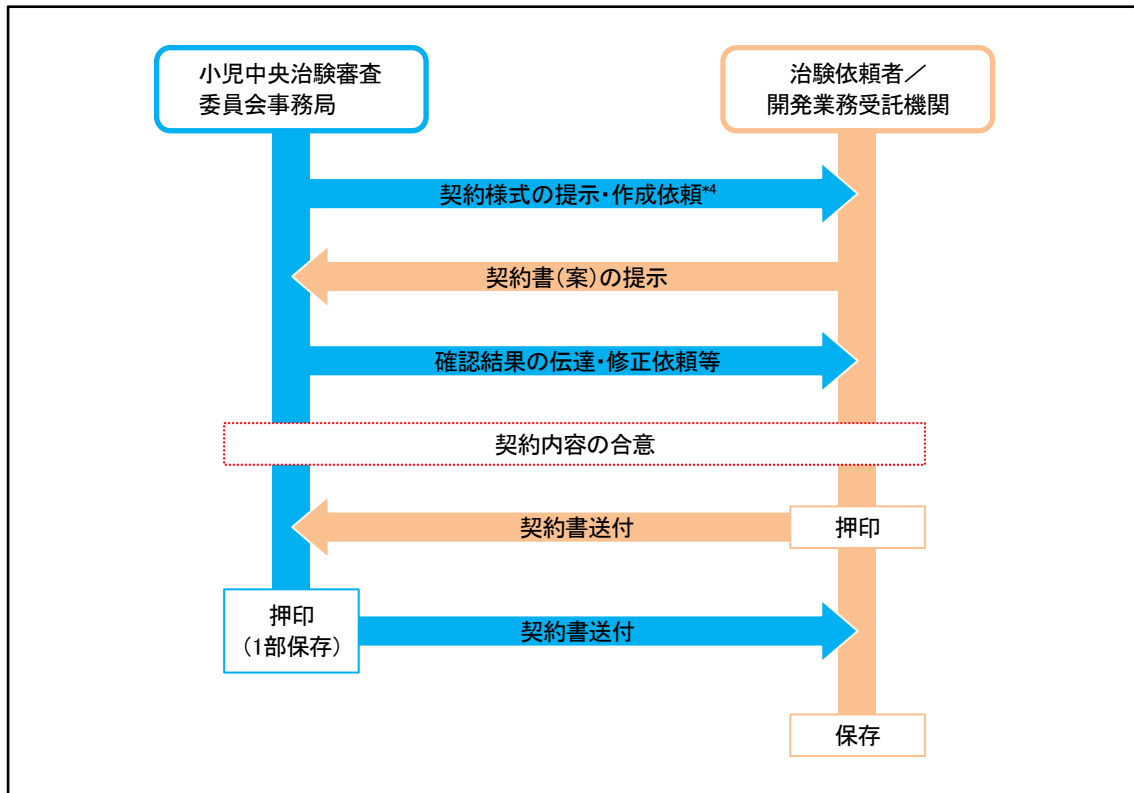 小児中央治験審査
委員会事務局
治験依頼者／
開発業務受託機関
契約様式の提示・作成依頼*4
契約書（案）の提示
確認結果の伝達・修正依頼等
契約内容の合意
契約書送付
押印
押印
（1部保存）
契約書送付
保存